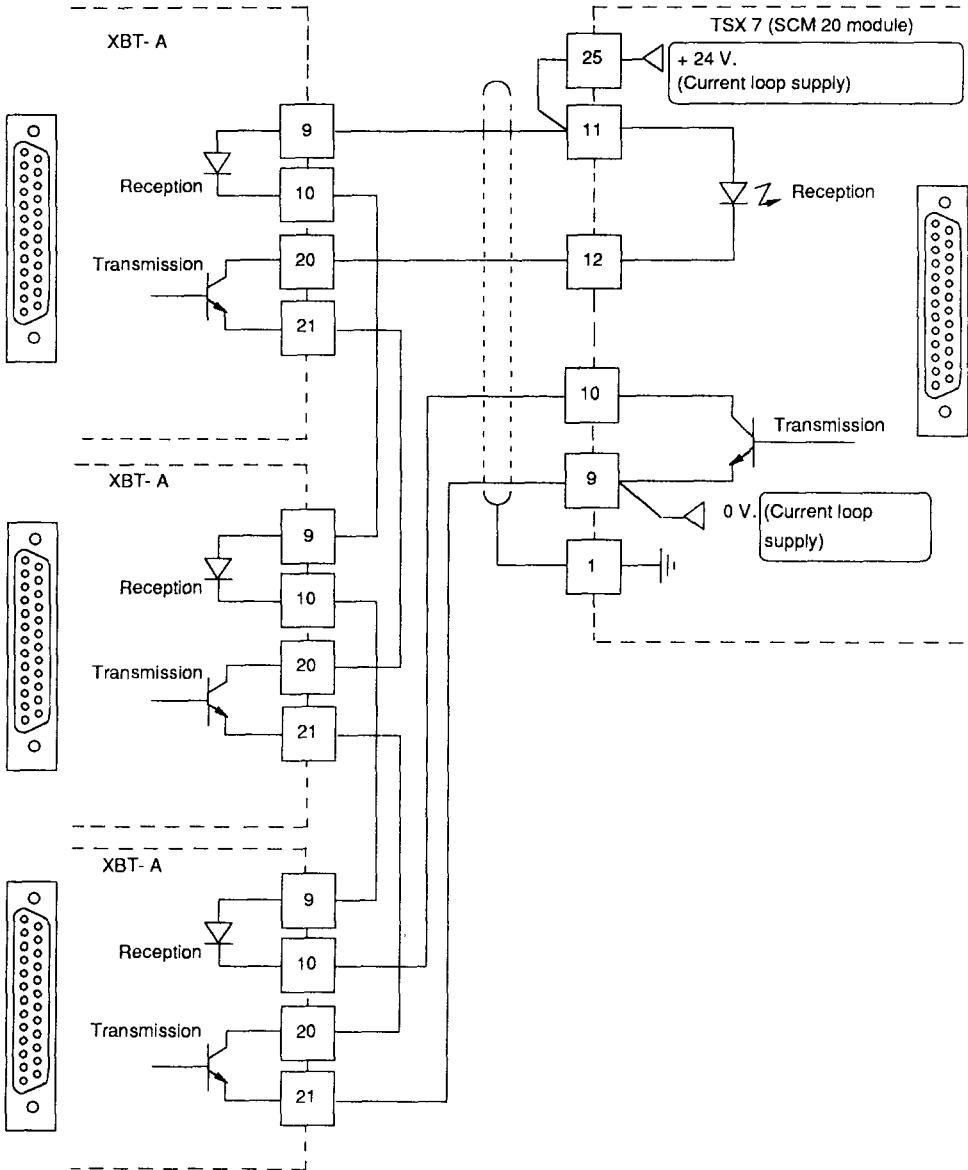 XBT- A
9
Reception
10
Transmission
20
21
XBT- A
9
Reception
10
Transmission
20
21
XBT- A
9
Reception
10
Transmission
20
21
TSX 7 (SCM 20 module)
25
+ 24 V.
(Current loop supply)
11
Reception
12
10
Transmission
9
0 V. (Current loop
supply)
1